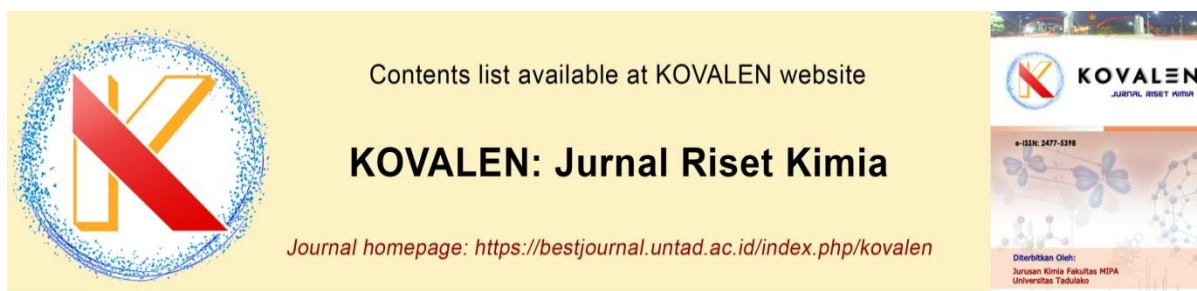 Contents list available at KOVALEN website
KOVALEN: Jurnal Riset Kimia
Journal homepage: https://bestjournal.untad.ac.id/index.php/kovalen
K
KOVALEN
JURNAL RISET KIMIA
e-ISSN: 2477-5398
Diterbitkan Oleh:
Jurusan Kimia Fakultas MIPA
Universitas Tadulako